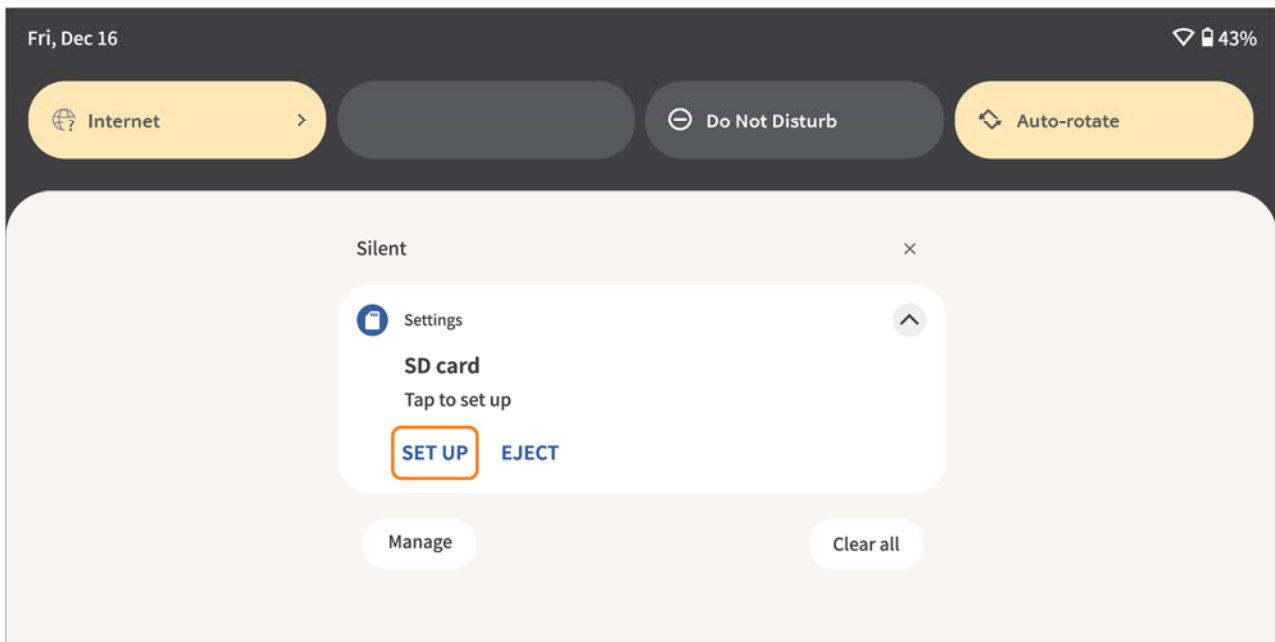 Fri, Dec 16
43%
Internet
Do Not Disturb
Auto-rotate
Silent
Settings
SD card
Tap to set up
SET UP EJECT
Manage
Clear all